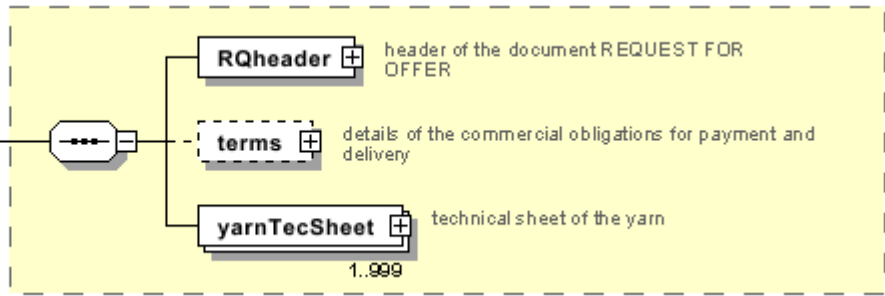 RQheader
header of the document REQUEST FOR
OFFER
terms
details of the commercial obligations for payment and
delivery
yarnTecSheet
technical sheet of the yarn
1..999